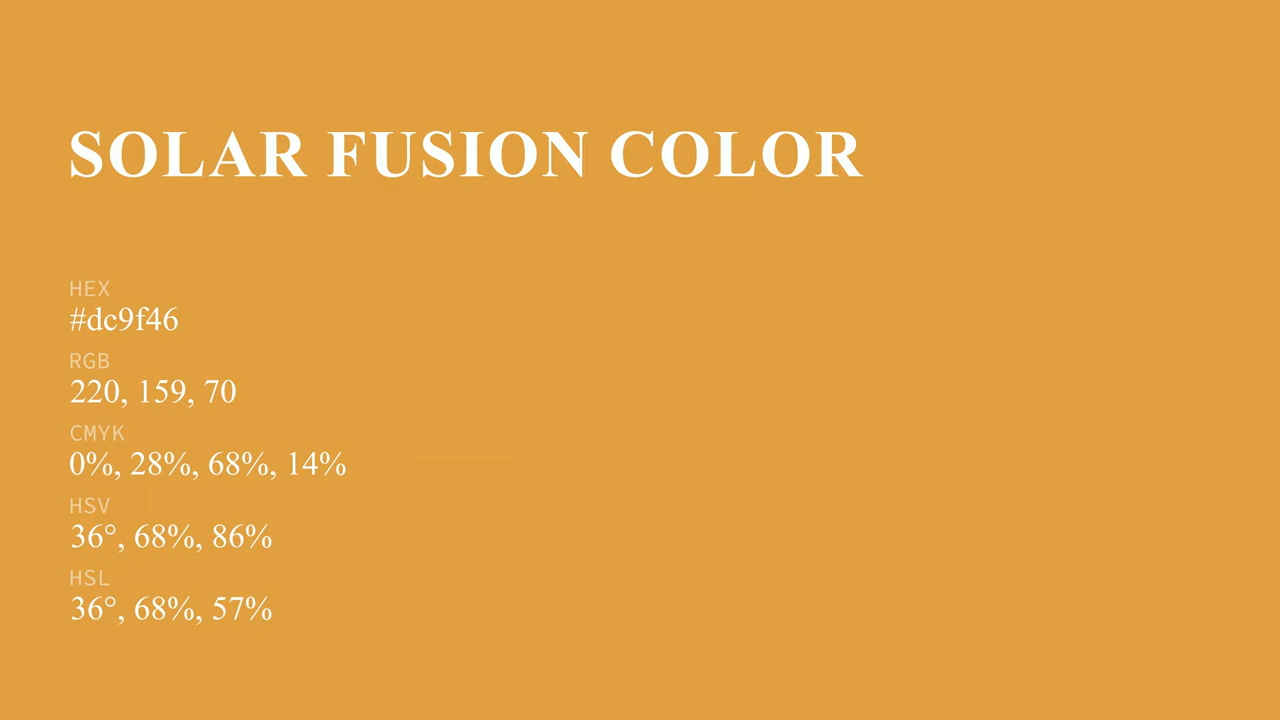 SOLAR FUSION COLOR
HEX
#dc9f46
RGB
220, 159, 70
CMYK
0%, 28%, 68%, 14%
HSV
36°, 68%, 86%
HSL
36°, 68%, 57%